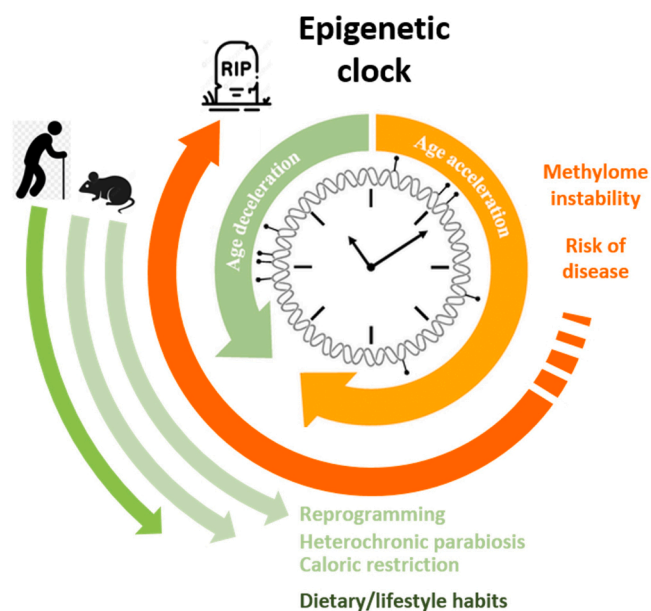 Epigenetic
clock
RIP
Age deceleration
Age acceleration
Methylome
instability
Risk of
disease
Reprogramming
Heterochronic parabiosis
Caloric restriction
Dietary/lifestyle habits